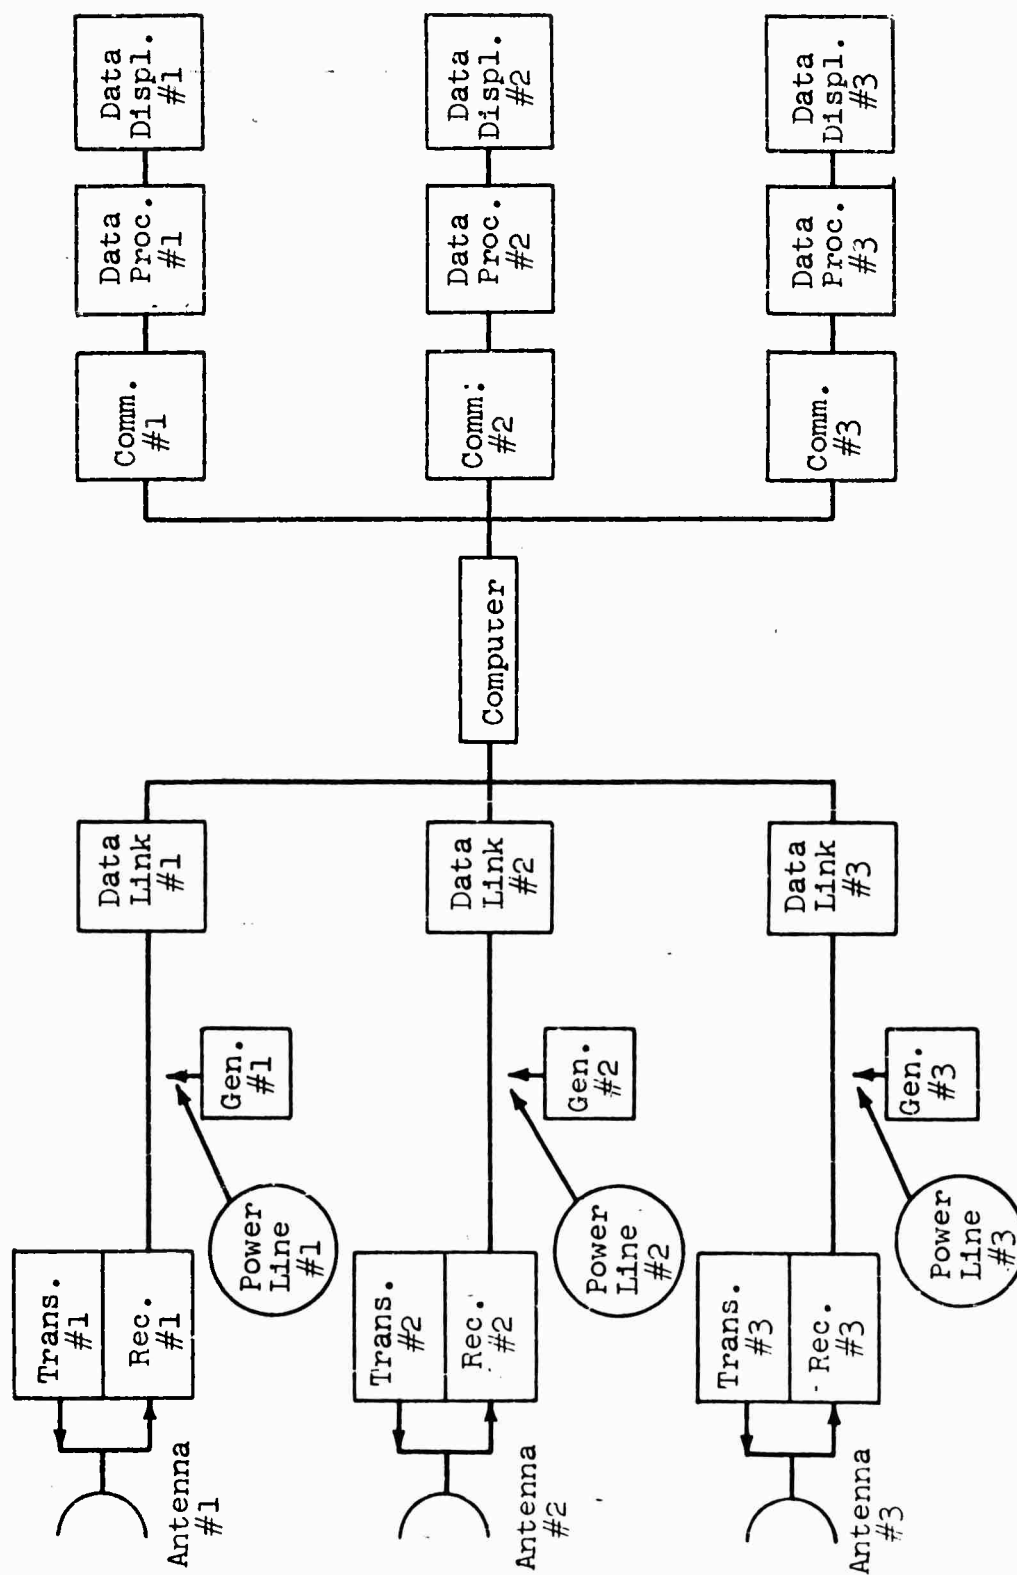 Antenna
#1
Trans.
#1
Rec.
#1
Power
Line
#1
Gen.
#1
Data
Link
#1
Antenna
#2
Trans.
#2
Rec.
#2
Power
Line
#2
Gen.
#2
Data
Link
#2
Antenna
#3
Trans.
#3
Rec.
#3
Power
Line
#3
Gen.
#3
Data
Link
#3
Computer
Comm.
#1
Data
Proc.
#1
Data
Displ.
#1
Comm.
#2
Data
Proc.
#2
Data
Displ.
#2
Comm.
#3
Data
Proc.
#3
Data
Displ.
#3